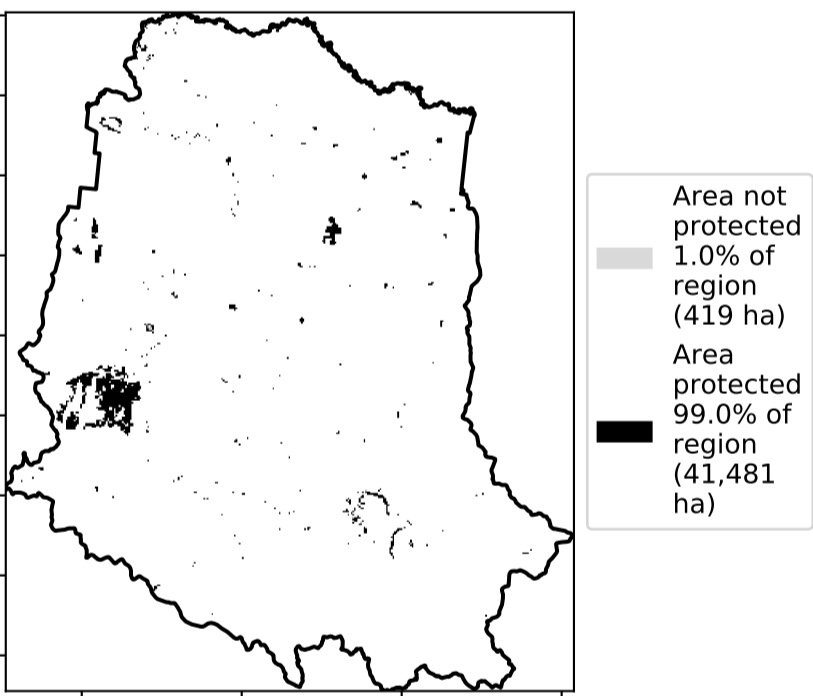 Area not
protected
1.0% of
region
(419 ha)
Area
protected
99.0% of
region
(41,481
ha)